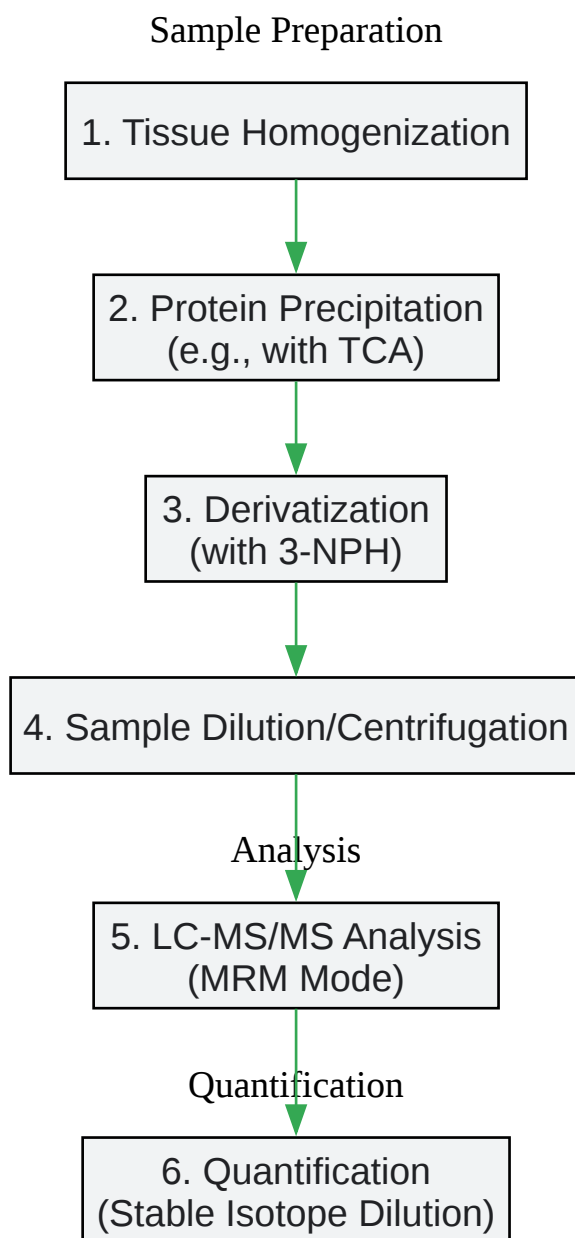 Sample Preparation
1. Tissue Homogenization
2. Protein Precipitation
(e.g., with TCA)
3. Derivatization
(with 3-NPH)
4. Sample Dilution/Centrifugation
Analysis
5. LC-MS/MS Analysis
(MRM Mode)
Quantification
6. Quantification
(Stable Isotope Dilution)